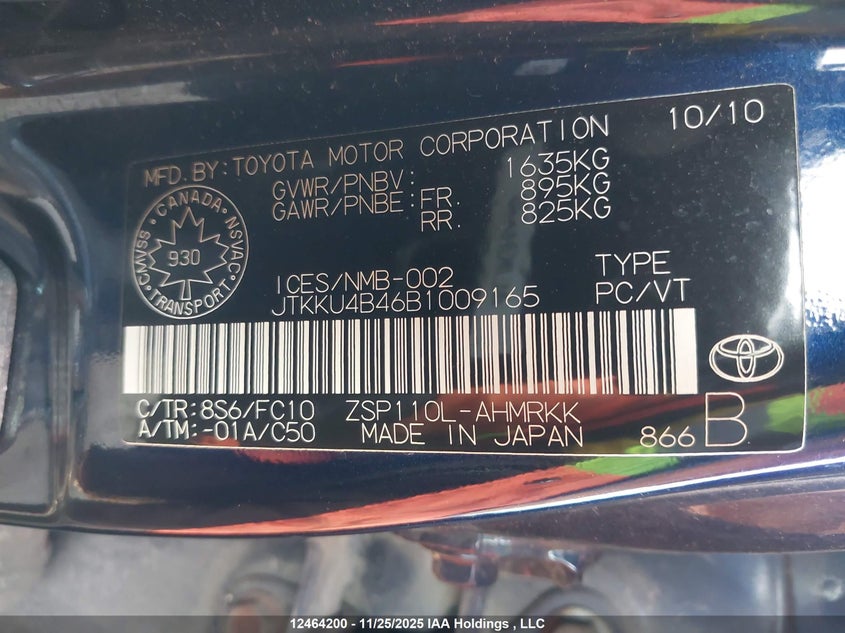 MFD. BY: TOYOTA MOTOR CORPORATION 10/10
GVWR/PNBV: 1635KG
GAWR/PNBE: FR. 895KG
RR. 825KG
CANADA
CMVSS 930 NSVAC
TRANSPORT
ICES/NMB-002 TYPE
JTKKU4B46B1009165 PC/VT
C/TR: 8S6/FC10 ZSP110L-AHMRKK
A/TM: -01A/C50 MADE IN JAPAN 866 B
12464200 - 11/25/2025 IAA Holdings , LLC